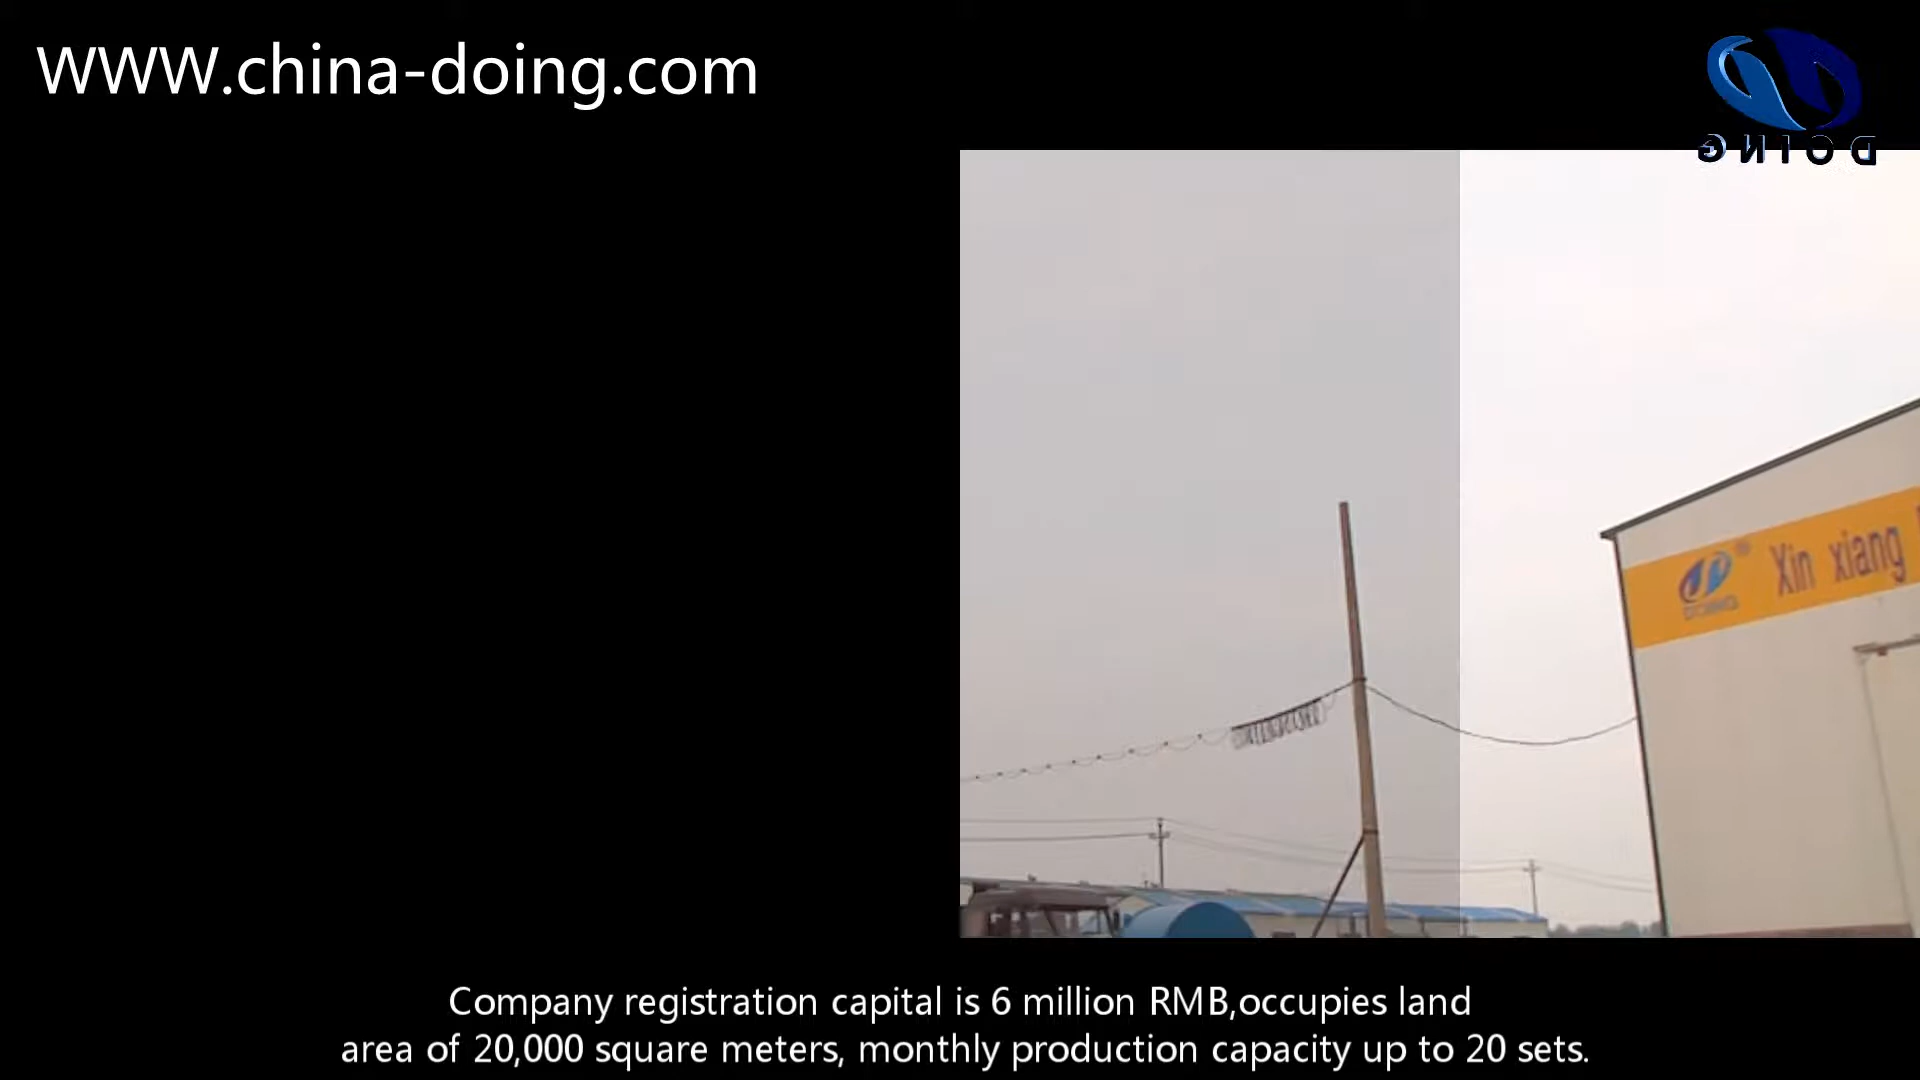 WWW.china-doing.com
DOING
Xin xiang
DOING
Company registration capital is 6 million RMB,occupies land
area of 20,000 square meters, monthly production capacity up to 20 sets.